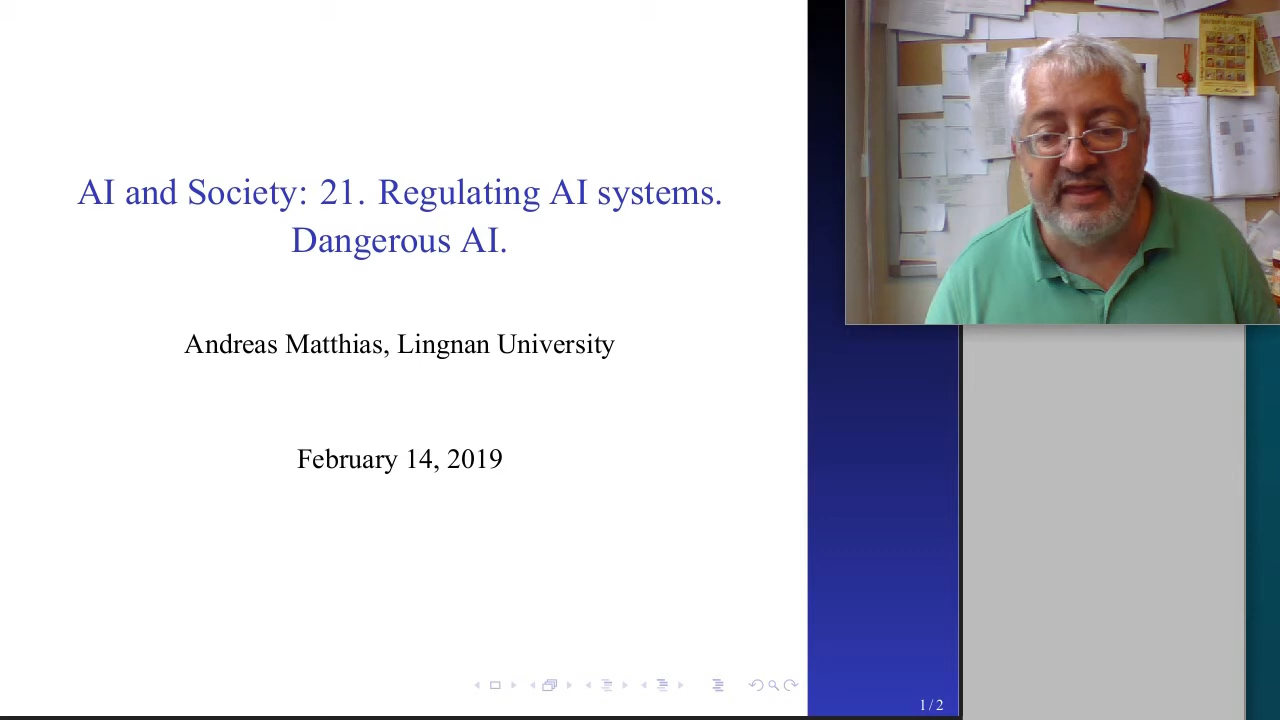 AI and Society: 21. Regulating AI systems.
Dangerous AI.
Andreas Matthias, Lingnan University
February 14, 2019
1 / 2